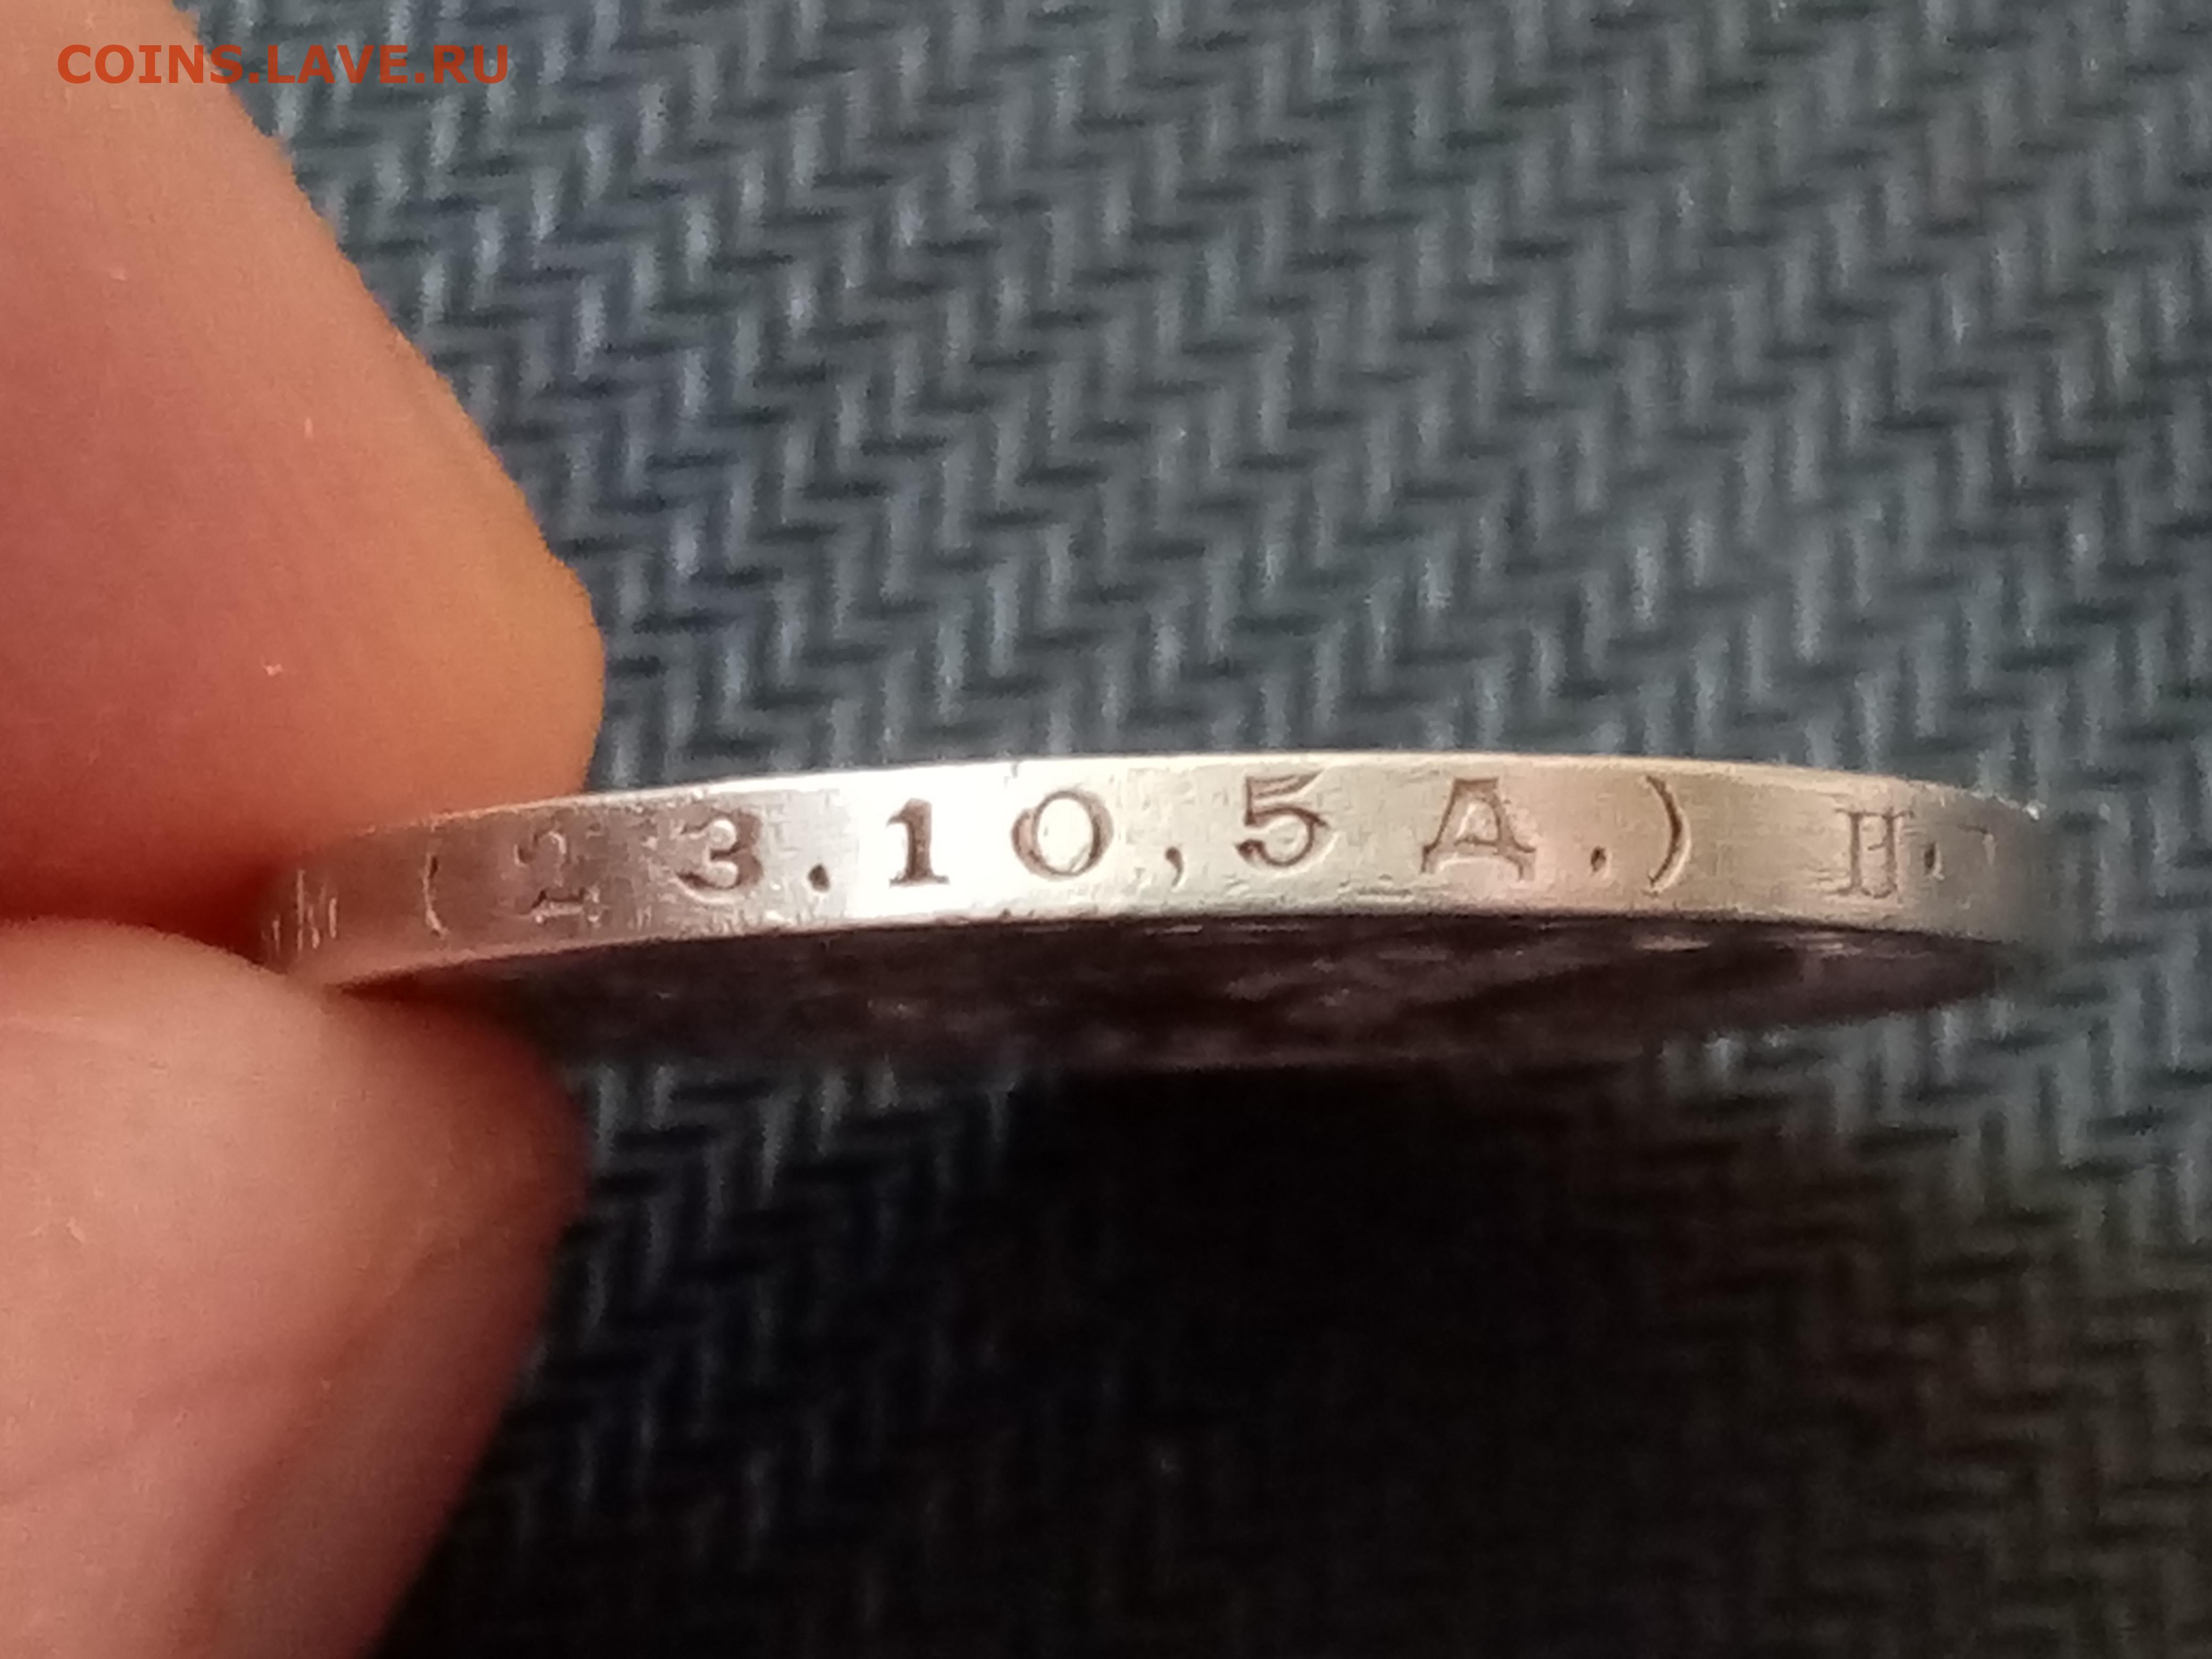 COINS.LAVE.RU
(23.10,5 Д.) П.